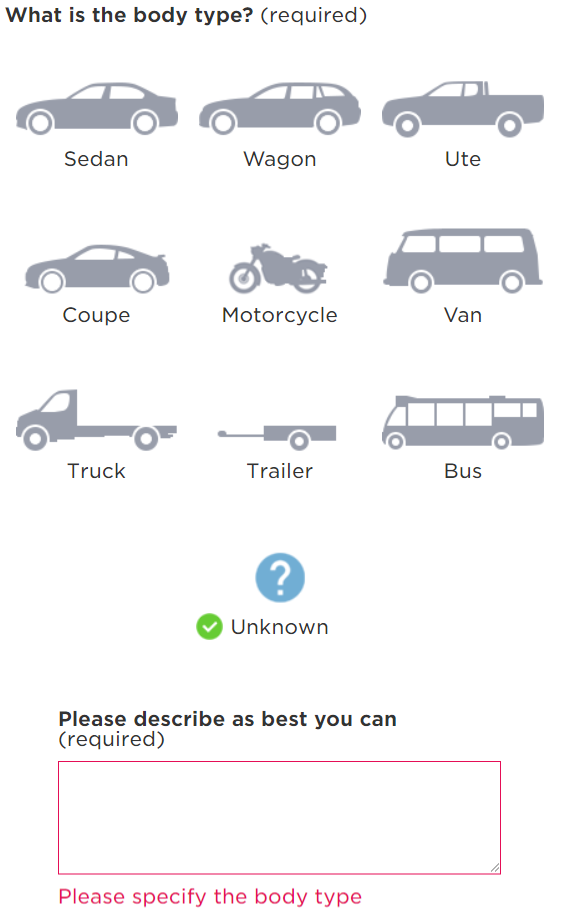 What is the body type? (required)
Sedan
Wagon
Ute
Coupe
Motorcycle
Van
Truck
Trailer
Bus
?
Unknown
Please describe as best you can
(required)
Please specify the body type